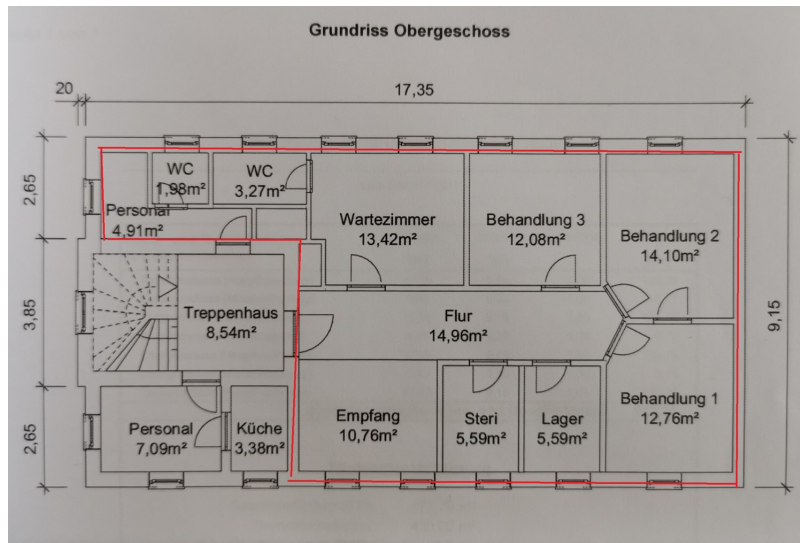 Grundriss Obergeschoss
20
17,35
2,65
3,85
2,65
9,15
WC
1,98m²
WC
3,27m²
Personal
4,91m²
Wartezimmer
13,42m²
Behandlung 3
12,08m²
Behandlung 2
14,10m²
Treppenhaus
8,54m²
Flur
14,96m²
Personal
7,09m²
Küche
3,38m²
Empfang
10,76m²
Steri
5,59m²
Lager
5,59m²
Behandlung 1
12,76m²